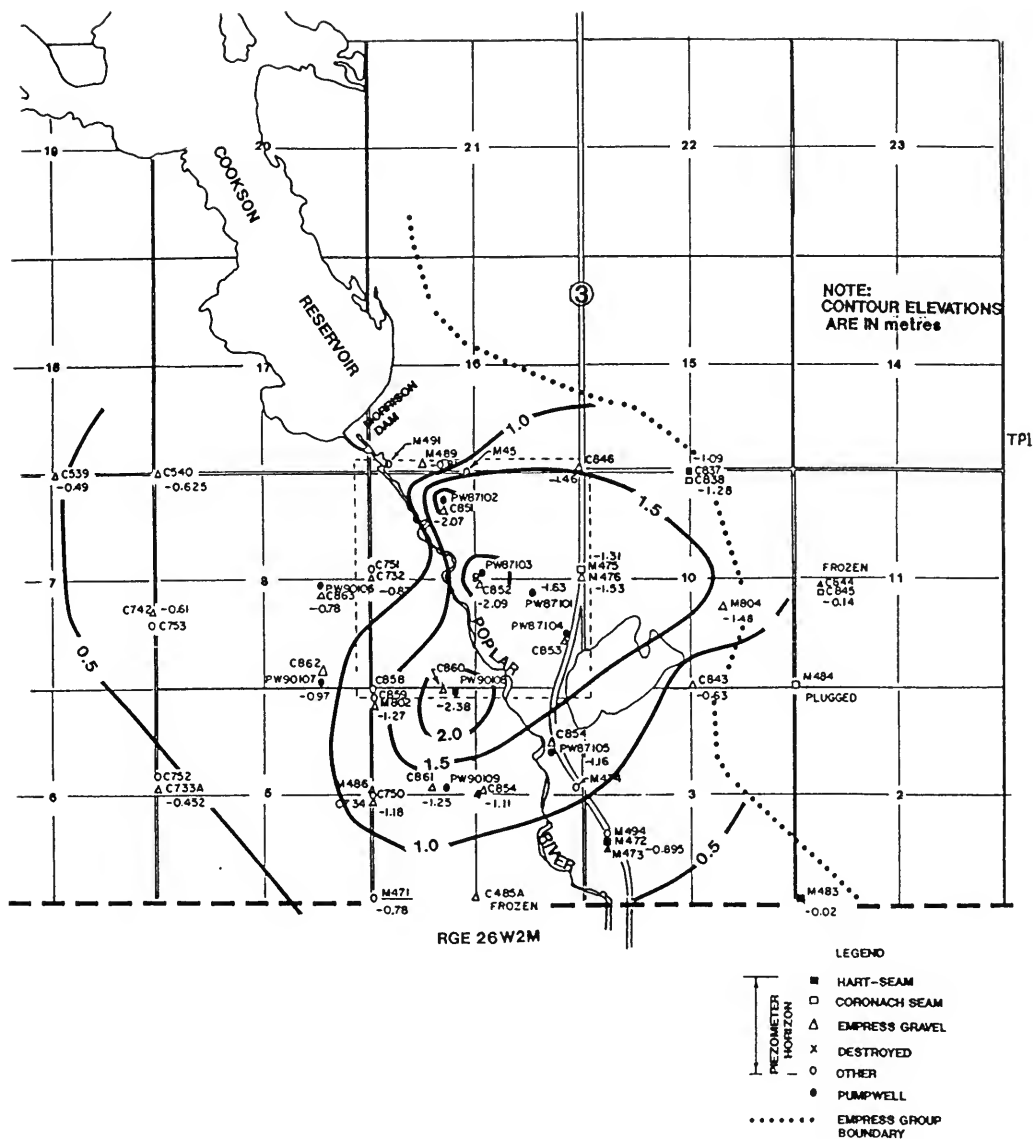 19
20
21
22
23
COOKSON
RESERVOIR
3
NOTE:
CONTOUR ELEVATIONS
ARE IN metres
18
17
16
15
14
MORRISON
DAM
M491
M489
M45
1.0
TP1
C539
-0.49
C540
-0.625
C846
-1.46
-1.09
C837
C838
-1.28
PW87102
C851
-2.07
1.5
C751
C732
-0.87
PW87103
C852
-2.09
-1.31
M475
M476
-1.53
7
8
10
11
FROZEN
C844
C845
-0.14
PW90106
C863
-0.78
-1.63
PW87101
M804
-1.48
C742
-0.61
C753
PW87104
C853
POPLAR
0.5
C862
PW90107
-0.97
C858
C859
M802
-1.27
C860
PW90108
-2.38
2.0
C843
-0.63
M484
PLUGGED
1.5
C854
PW87105
-1.16
C752
C733A
-0.452
M486
C750
C734
-1.18
C861
-1.25
PW90109
C854
-1.11
M474
6
5
3
2
1.0
RIVER
M494
M472
M473
-0.895
0.5
M471
-0.78
C485A
FROZEN
M483
-0.02
RGE 26W2M
LEGEND
PIEZOMETER
HORIZON
HART-SEAM
CORONACH SEAM
EMPRESS GRAVEL
X DESTROYED
OTHER
PUMPWELL
EMPRESS GROUP
BOUNDARY